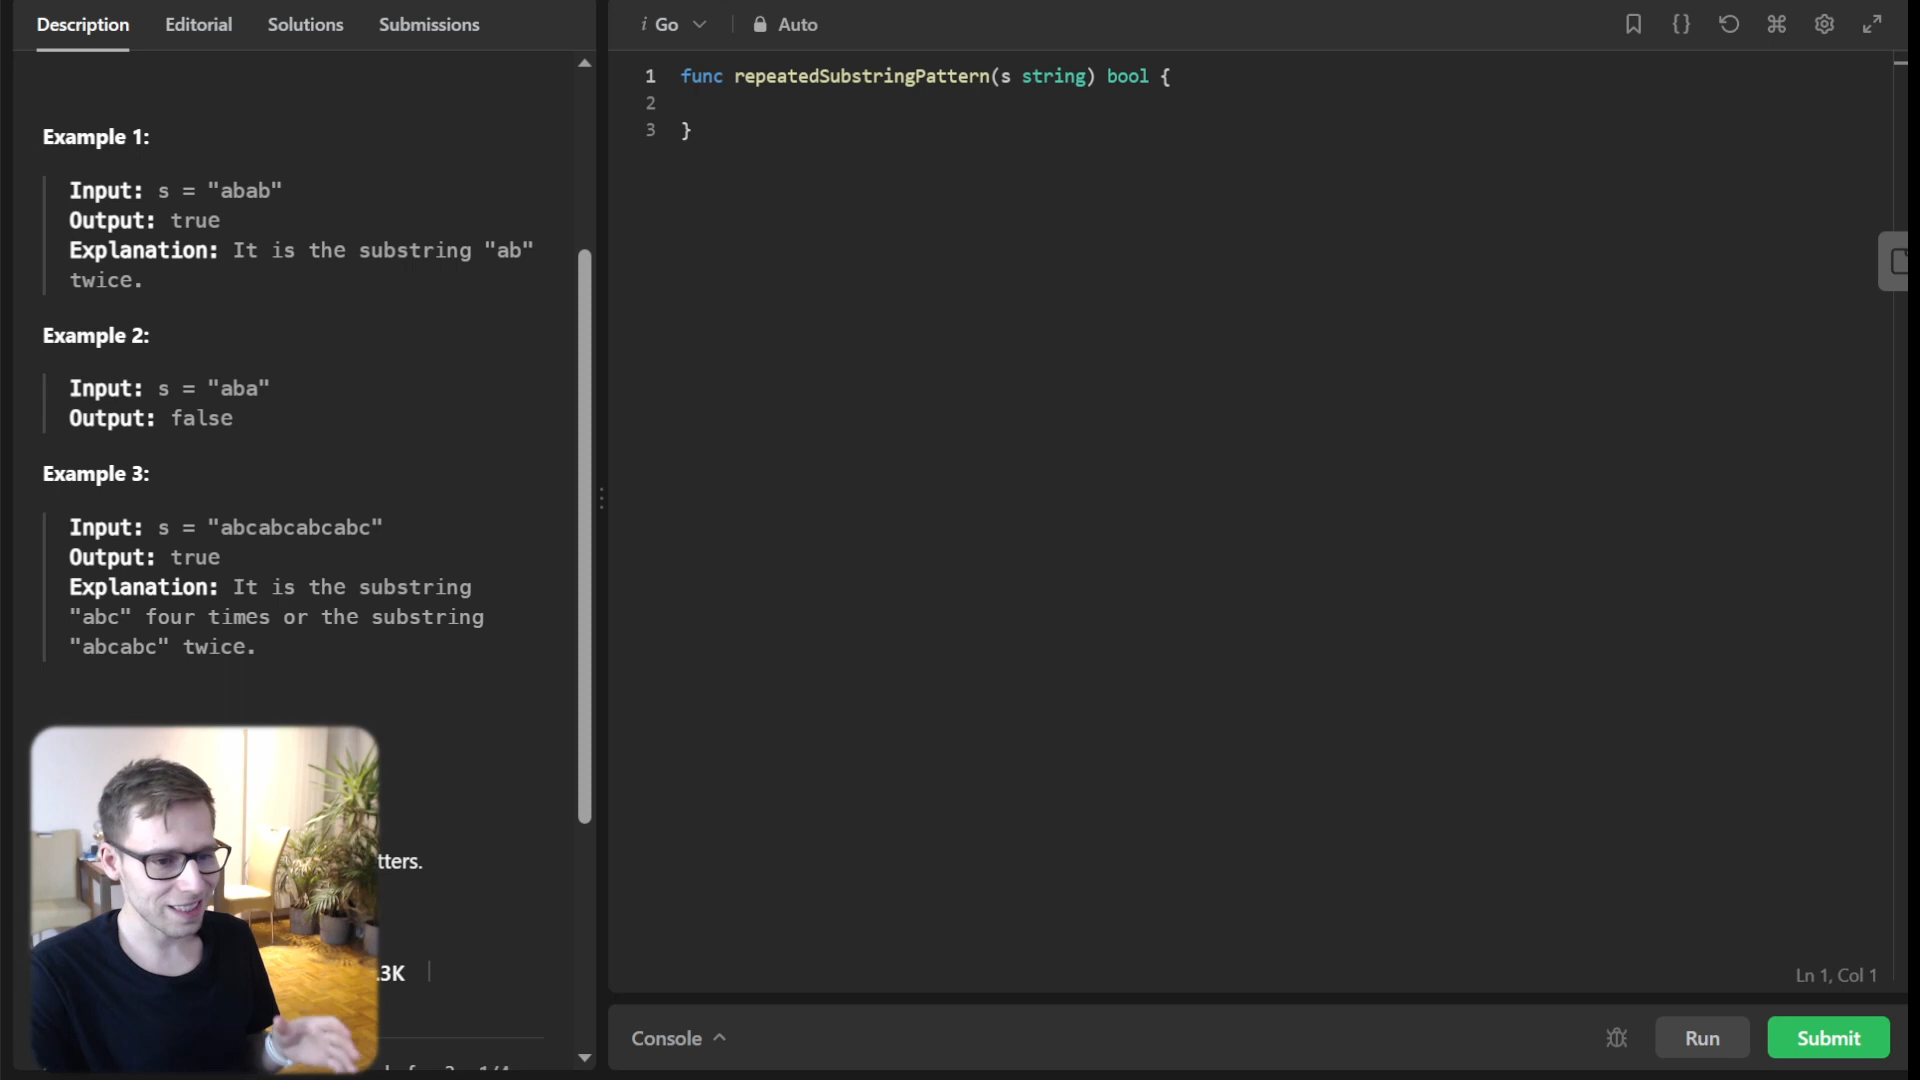 Description Editorial Solutions Submissions
Example 1:
Input: s = "abab"
Output: true
Explanation: It is the substring "ab"
twice.
Example 2:
Input: s = "aba"
Output: false
Example 3:
Input: s = "abcabcabcabc"
Output: true
Explanation: It is the substring
"abc" four times or the substring
"abcabc" twice.
tters.
.3K
i Go Auto
1 func repeatedSubstringPattern(s string) bool {
2
3 }
Ln 1, Col 1
Console Run Submit